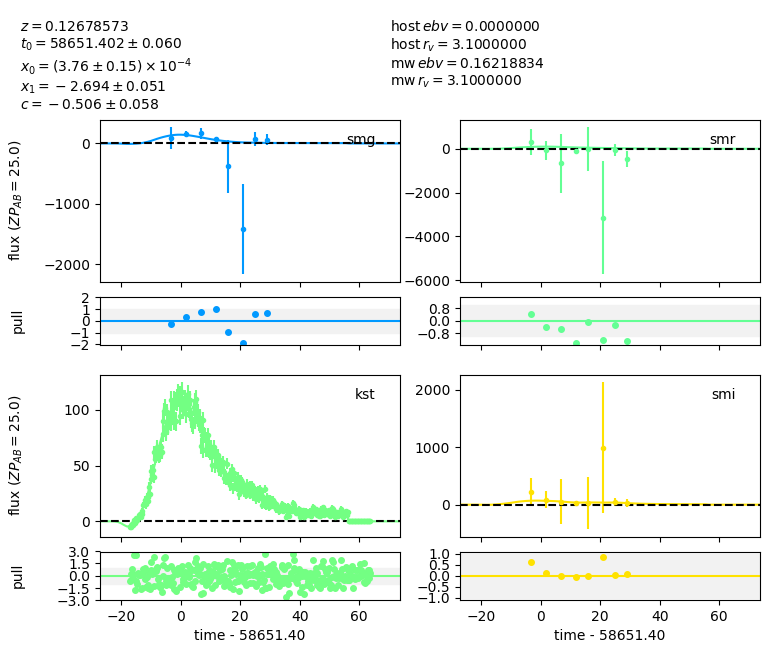 z = 0.12678573
t₀ = 58651.402 ± 0.060
x₀ = (3.76 ± 0.15) × 10⁻⁴
x₁ = −2.694 ± 0.051
c = −0.506 ± 0.058
host ebv = 0.0000000
host r_v = 3.1000000
mw ebv = 0.16218834
mw r_v = 3.1000000
flux (ZP_AB = 25.0)
0
−1000
−2000
smg
0
−2000
−4000
−6000
smr
pull
2
1
0
−1
−2
0.8
0.0
−0.8
flux (ZP_AB = 25.0)
100
50
0
kst
2000
1000
0
smi
pull
3.0
1.5
0.0
−1.5
−3.0
−20 0 20 40 60
time - 58651.40
1.0
0.5
0.0
−0.5
−1.0
−20 0 20 40 60
time - 58651.40